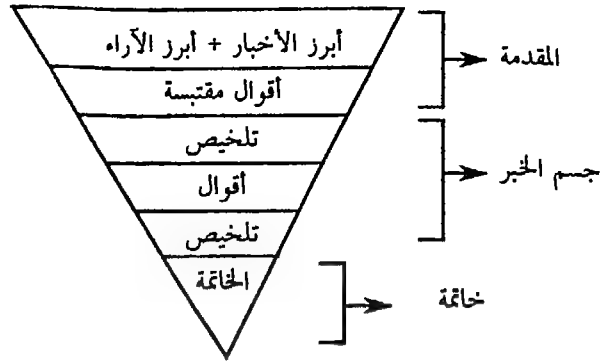 أبرز الأخبار + أبرز الآراء
المقدمة
أقوال مقتبسة
تلخيص
جسم الخبر
أقوال
تلخيص
الخاتمة
خاتمة